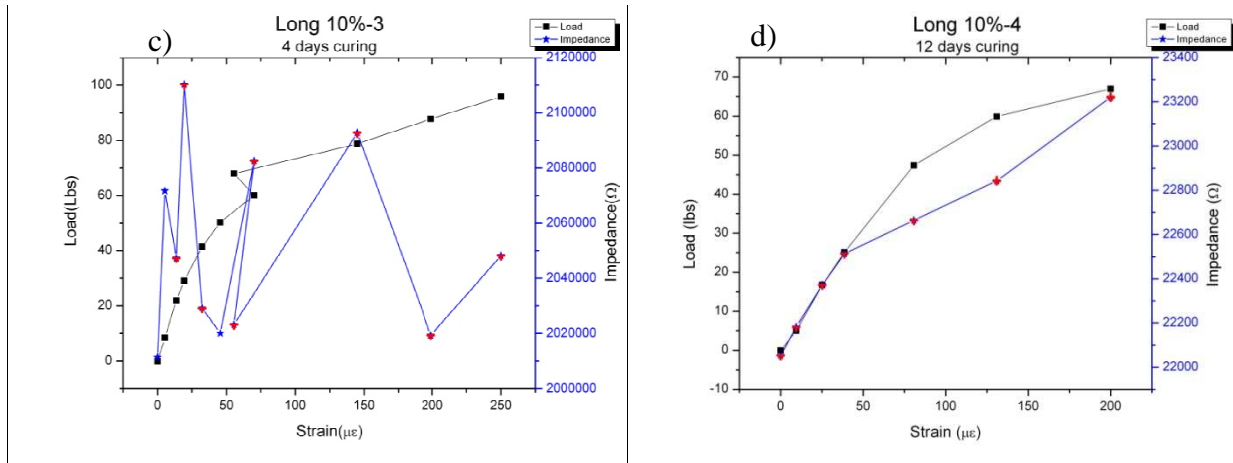 c)
Long 10%-3
4 days curing
Load
Impedance
Load(Lbs)
100
80
60
40
20
0
2120000
2100000
2080000
2060000
2040000
2020000
2000000
Impedance(Ω)
0 50 100 150 200 250
Strain(με)
d)
Long 10%-4
12 days curing
Load
Impedance
Load (lbs)
70
60
50
40
30
20
10
0
-10
23400
23200
23000
22800
22600
22400
22200
22000
Impedance (Ω)
0 50 100 150 200
Strain (με)